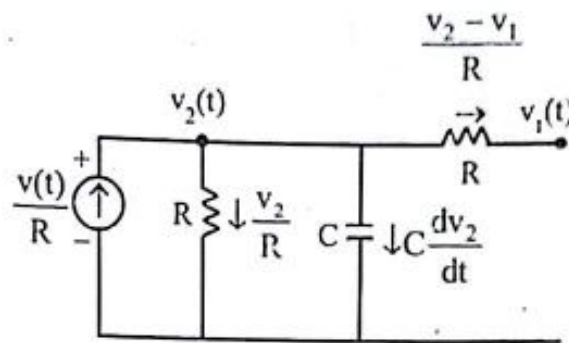 v₂ − v₁
R
v₂(t)
→
v₁(t)
+
v(t)
R
↑
−
R
↓
v₂
R
C
↓
C
dv₂
dt
R